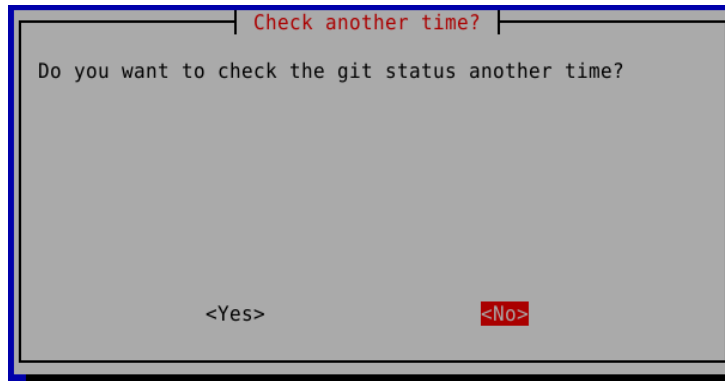 Check another time?
Do you want to check the git status another time?
<Yes> <No>